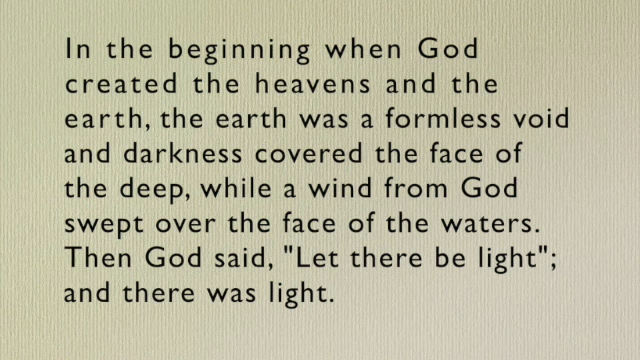 In the beginning when God
created the heavens and the
earth, the earth was a formless void
and darkness covered the face of
the deep, while a wind from God
swept over the face of the waters.
Then God said, "Let there be light";
and there was light.